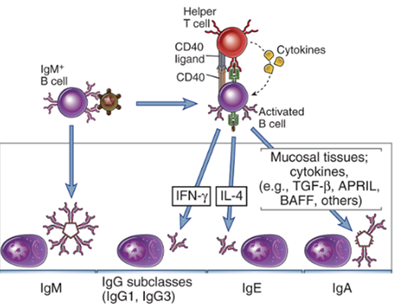 Helper
T cell
CD40
ligand
Cytokines
IgM+
B cell
CD40
Activated
B cell
Mucosal tissues;
cytokines,
(e.g., TGF-β, APRIL,
BAFF, others)
IFN-γ
IL-4
IgM
IgG subclasses
(IgG1, IgG3)
IgE
IgA